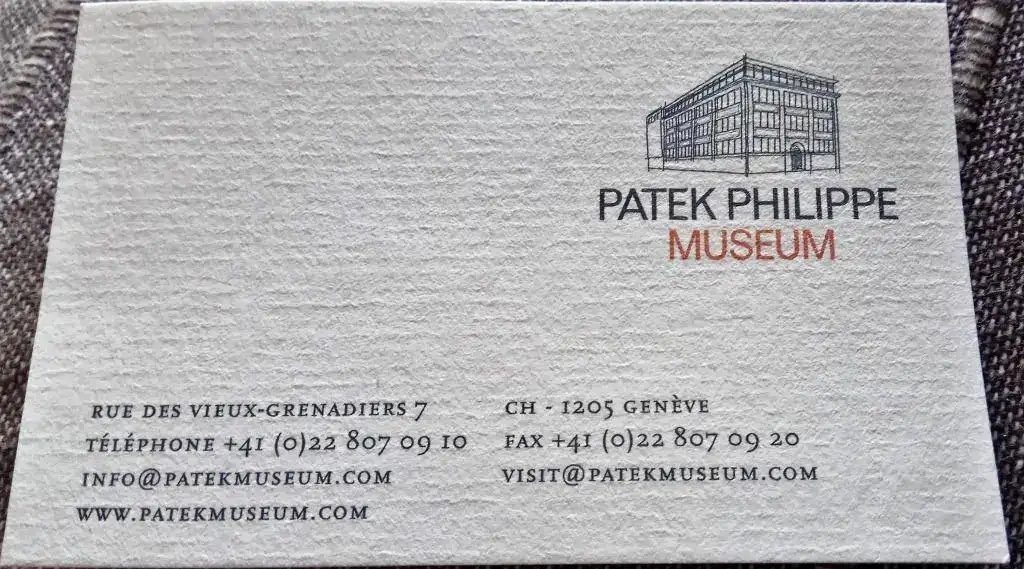 PATEK PHILIPPE
MUSEUM
RUE DES VIEUX-GRENADIERS 7
CH - 1205 GENÈVE
TÉLÉPHONE +41 (0)22 807 09 10
FAX +41 (0)22 807 09 20
INFO@PATEKMUSEUM.COM
VISIT@PATEKMUSEUM.COM
WWW.PATEKMUSEUM.COM